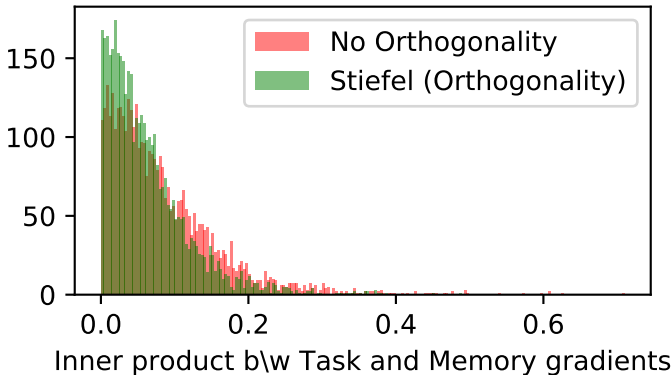 No Orthogonality
Stiefel (Orthogonality)
150
100
50
0
0.0 0.2 0.4 0.6
Inner product b\w Task and Memory gradients